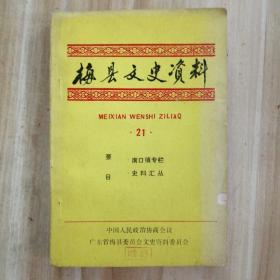 梅县文史资料
MEIXIAN WENSHI ZILIAO
·21·
要目
·南口镇专栏
·史料汇丛
中国人民政治协商会议
广东省梅县委员会文史资料委员会